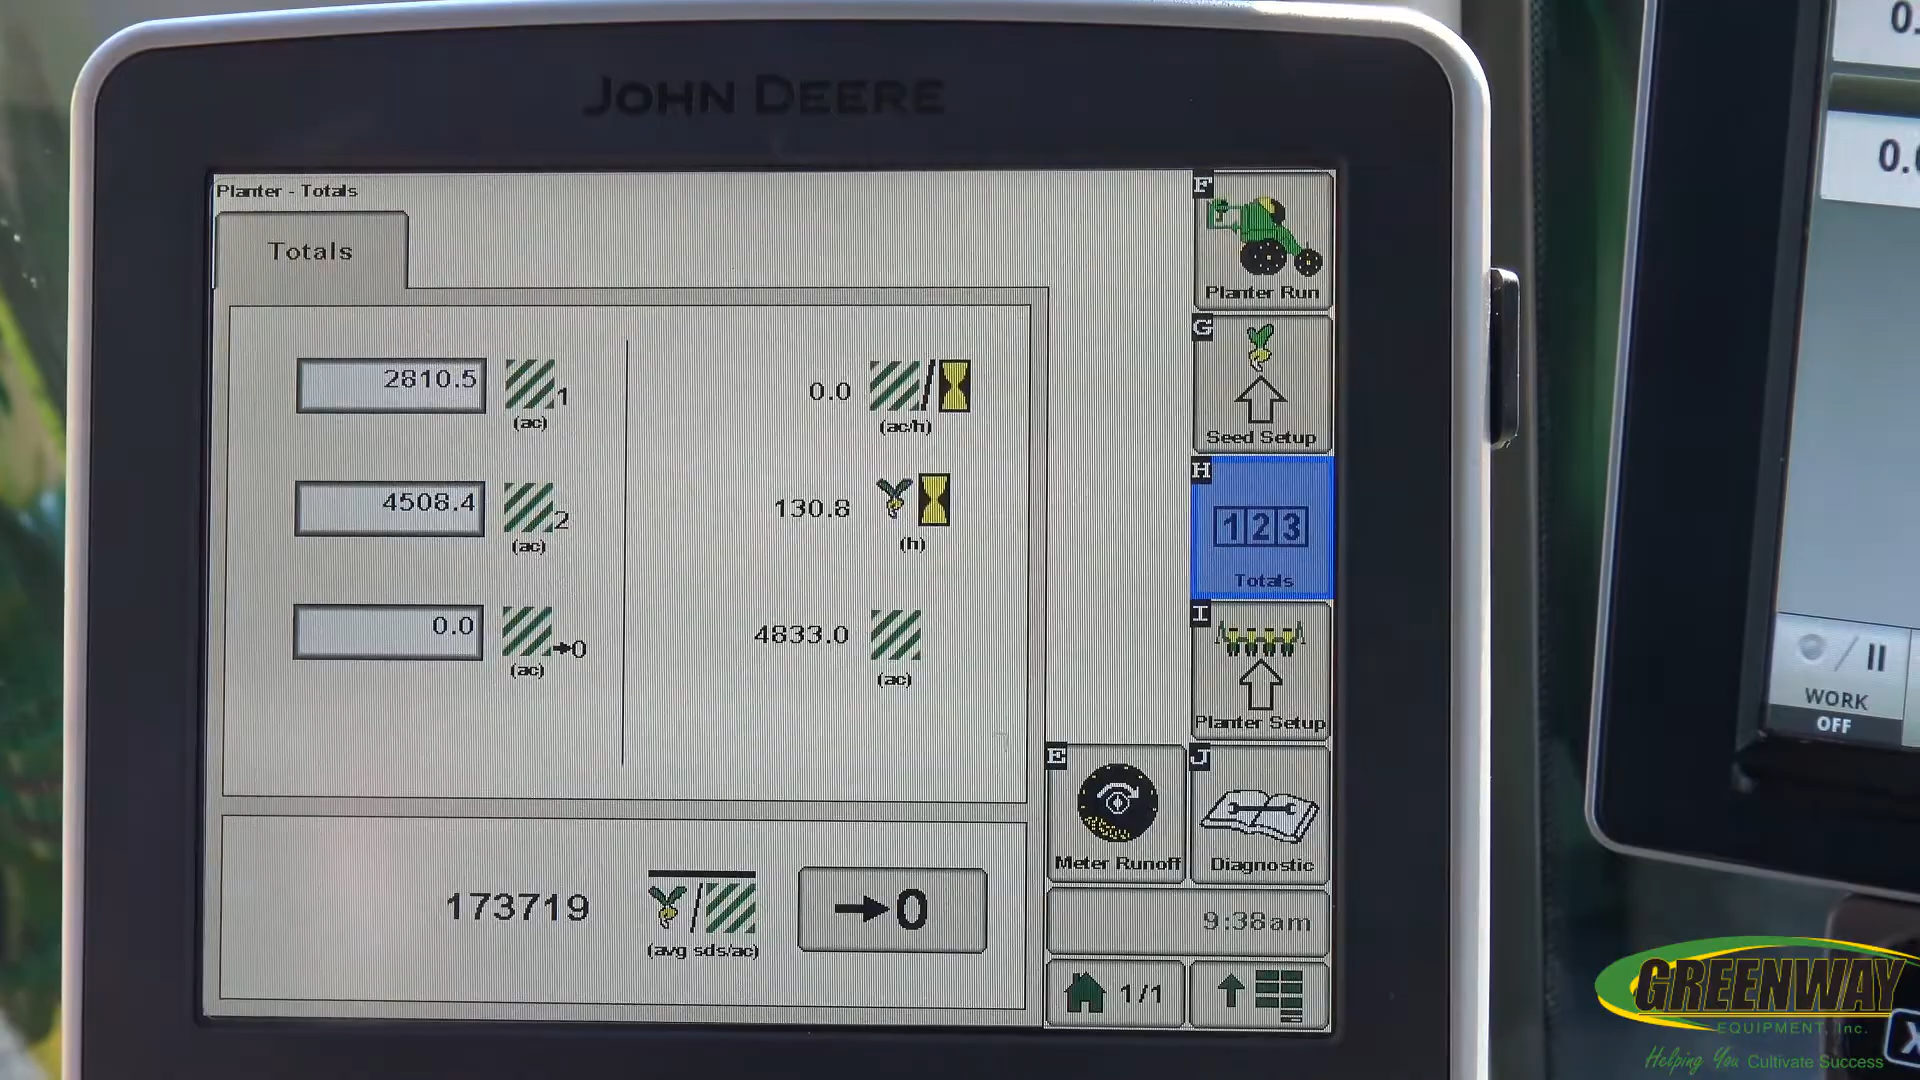 JOHN DEERE
Planter - Totals
Totals
2810.5
1
(ac)
4508.4
2
(ac)
0.0
→0
(ac)
0.0
/
(ac/h)
130.8
(h)
4833.0
(ac)
173719
/
(avg sds/ac)
→0
F
Planter Run
G
Seed Setup
H
123
Totals
I
Planter Setup
E
Meter Runoff
J
Diagnostic
9:38am
1/1
WORK
OFF
GREENWAY
EQUIPMENT, Inc.
Helping You Cultivate Success